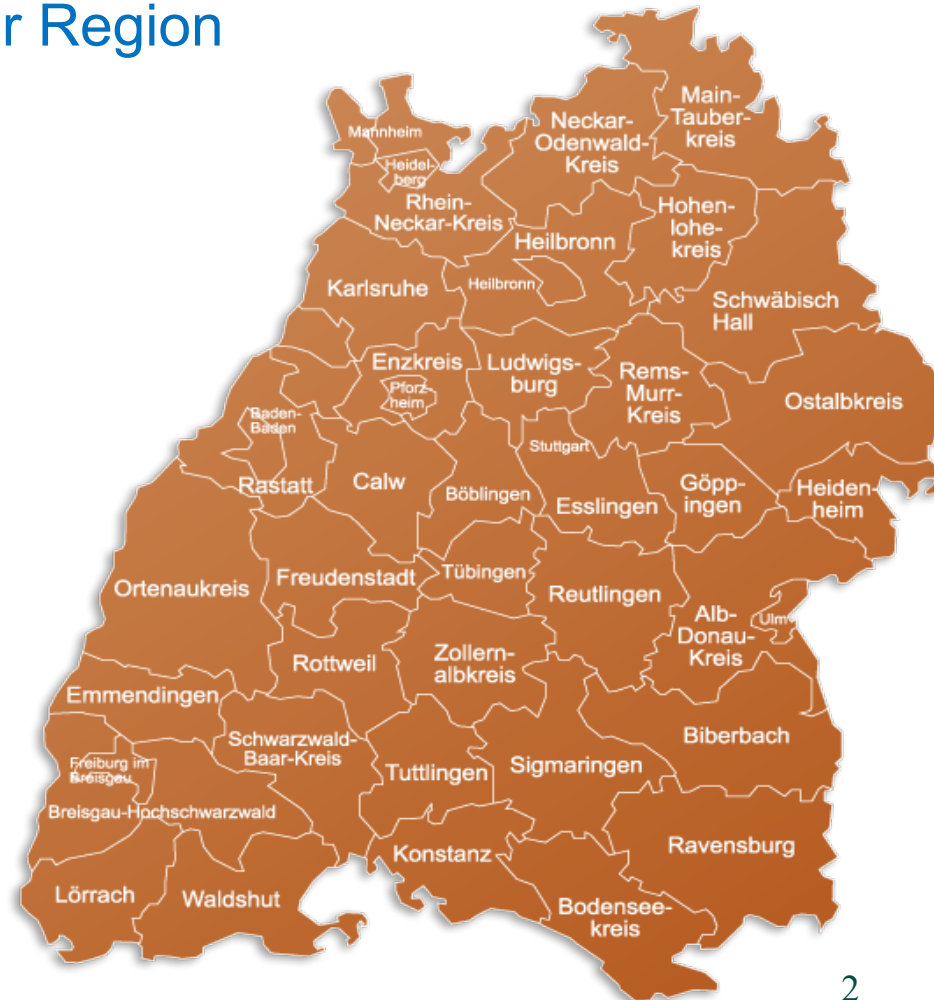 r Region
Main-
Tauber-
kreis
Neckar-
Odenwald-
Kreis
Mannheim
Heidel-
berg
Rhein-
Neckar-Kreis
Hohen-
lohe-
kreis
Heilbronn
Heilbronn
Karlsruhe
Schwäbisch
Hall
Enzkreis
Pforz-
heim
Ludwigs-
burg
Rems-
Murr-
Kreis
Ostalbkreis
Baden-
Baden
Stuttgart
Rastatt
Calw
Böblingen
Esslingen
Göpp-
ingen
Heiden-
heim
Ortenaukreis
Freudenstadt
Tübingen
Reutlingen
Alb-
Donau-
Kreis
Ulm
Rottweil
Zollern-
albkreis
Emmendingen
Schwarzwald-
Baar-Kreis
Biberbach
Freiburg im
Breisgau
Tuttlingen
Sigmaringen
Breisgau-Hochschwarzwald
Konstanz
Ravensburg
Lörrach
Waldshut
Bodensee-
kreis
2